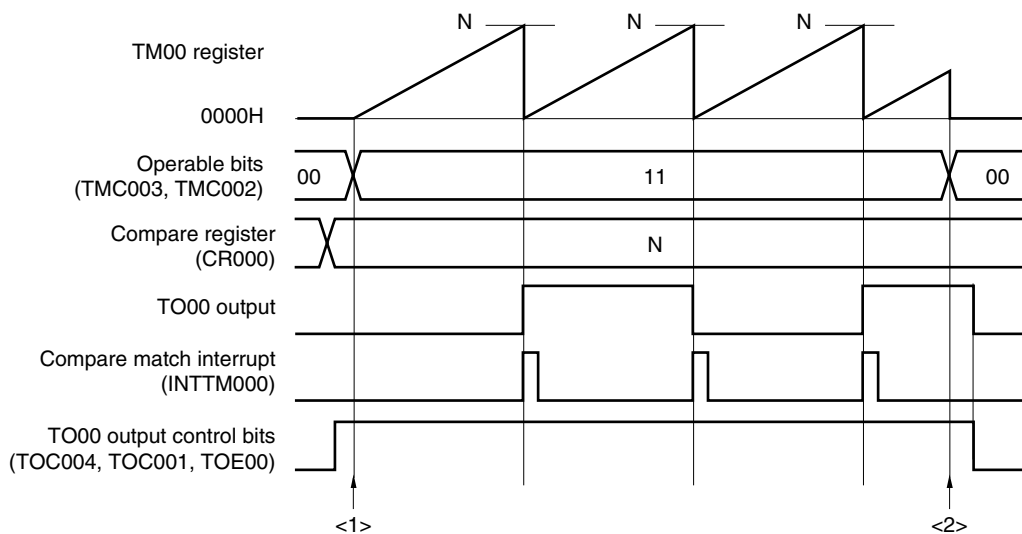 N N N
TM00 register
0000H
Operable bits
(TMC003, TMC002)
00 11 00
Compare register
(CR000)
N
TO00 output
Compare match interrupt
(INTTM000)
TO00 output control bits
(TOC004, TOC001, TOE00)
<1> <2>